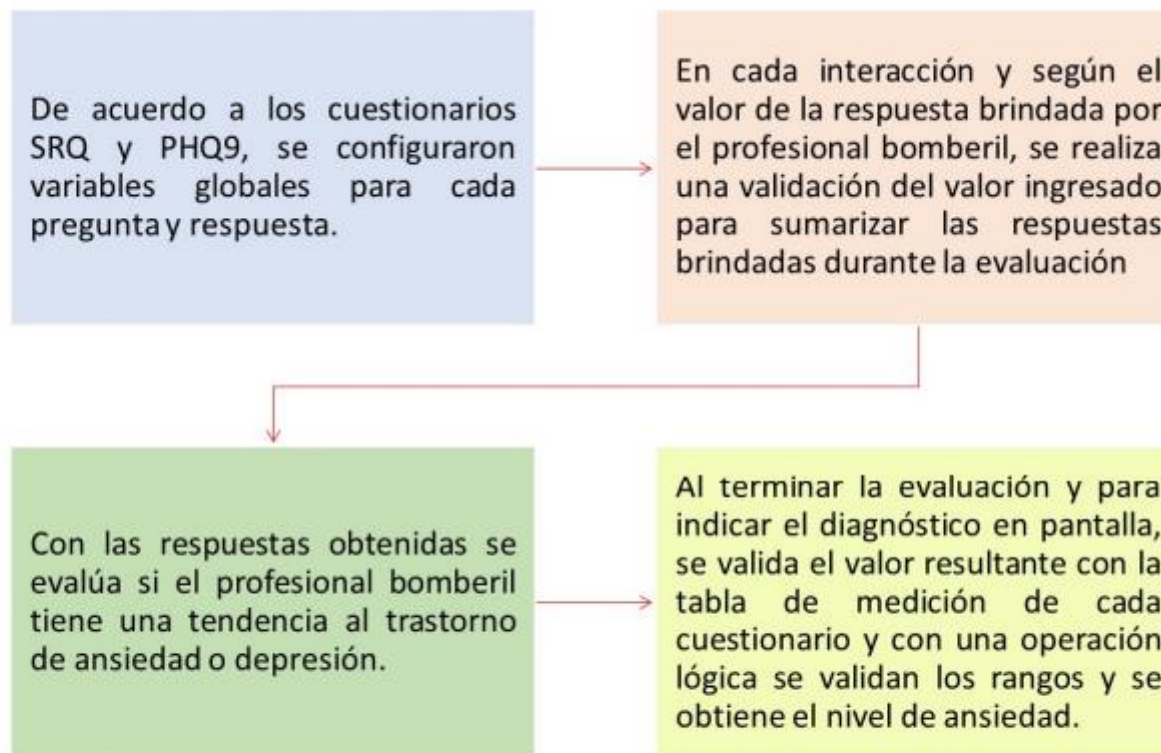 De acuerdo a los cuestionarios
SRQ y PHQ9, se configuraron
variables globales para cada
pregunta y respuesta.
En cada interacción y según el
valor de la respuesta brindada por
el profesional bomberil, se realiza
una validación del valor ingresado
para sumarizar las respuestas
brindadas durante la evaluación
Con las respuestas obtenidas se
evalúa si el profesional bomberil
tiene una tendencia al trastorno
de ansiedad o depresión.
Al terminar la evaluación y para
indicar el diagnóstico en pantalla,
se valida el valor resultante con la
tabla de medición de cada
cuestionario y con una operación
lógica se validan los rangos y se
obtiene el nivel de ansiedad.